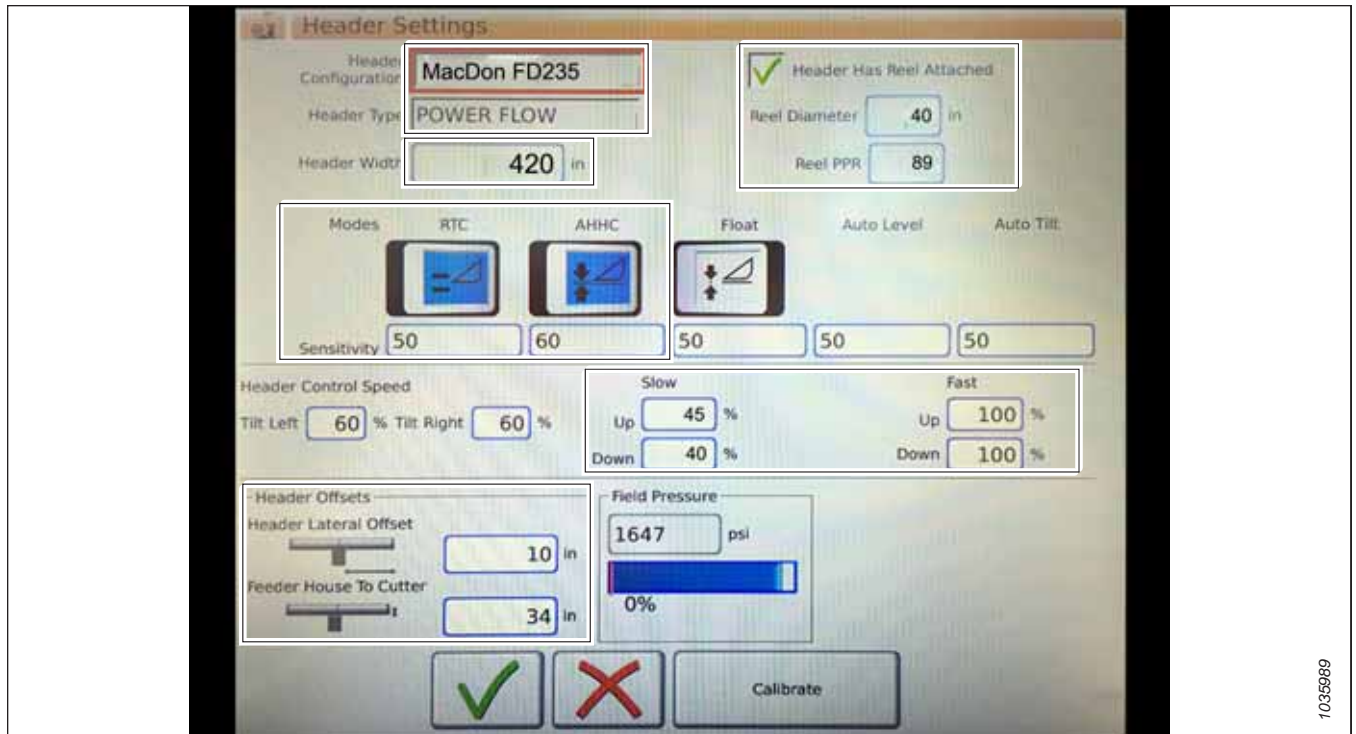 Header Settings
Header
Configuration
MacDon FD235
Header Type
POWER FLOW
Header Width
420 in
Header Has Reel Attached
Reel Diameter
40 in
Reel PPR
89
Modes RTC AHHC Float Auto Level Auto Tilt
Sensitivity 50 60 50 50 50
Header Control Speed
Tilt Left 60 % Tilt Right 60 %
Slow Fast
Up 45 % Up 100 %
Down 40 % Down 100 %
Header Offsets
Header Lateral Offset
10 in
Feeder House To Cutter
34 in
Field Pressure
1647 psi
0%
Calibrate
1035989